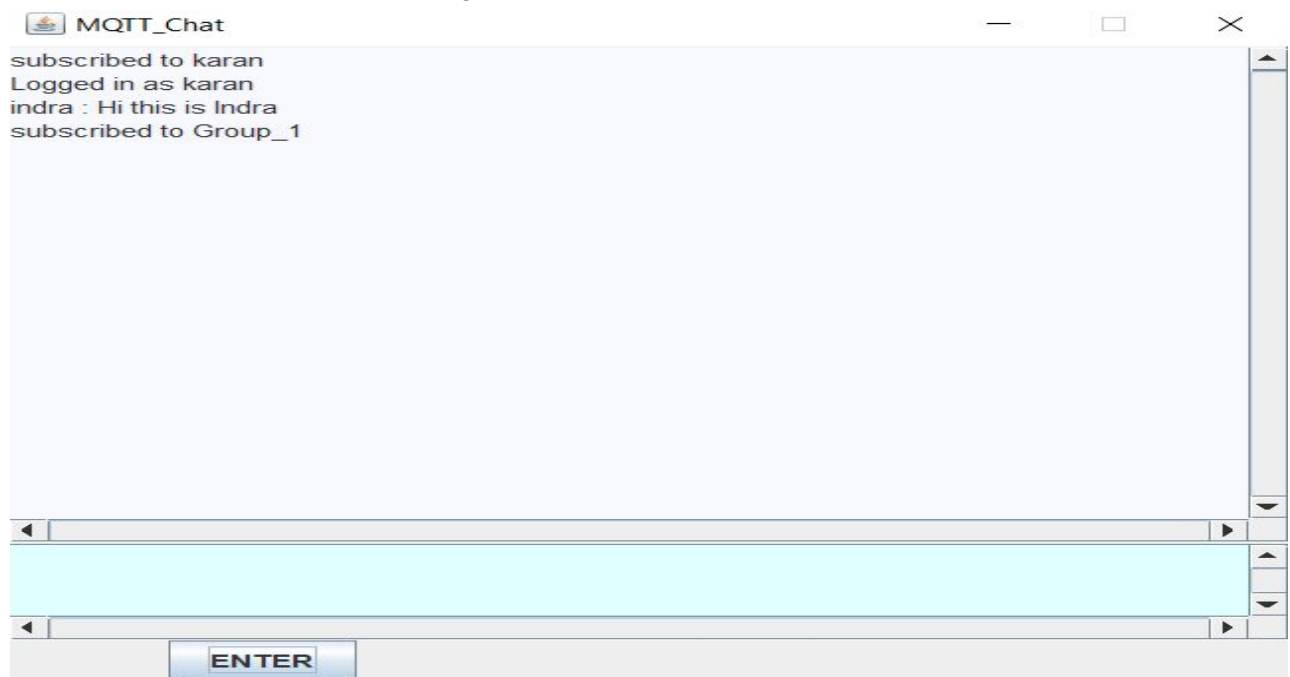 MQTT_Chat
subscribed to karan
Logged in as karan
indra : Hi this is Indra
subscribed to Group_1
ENTER